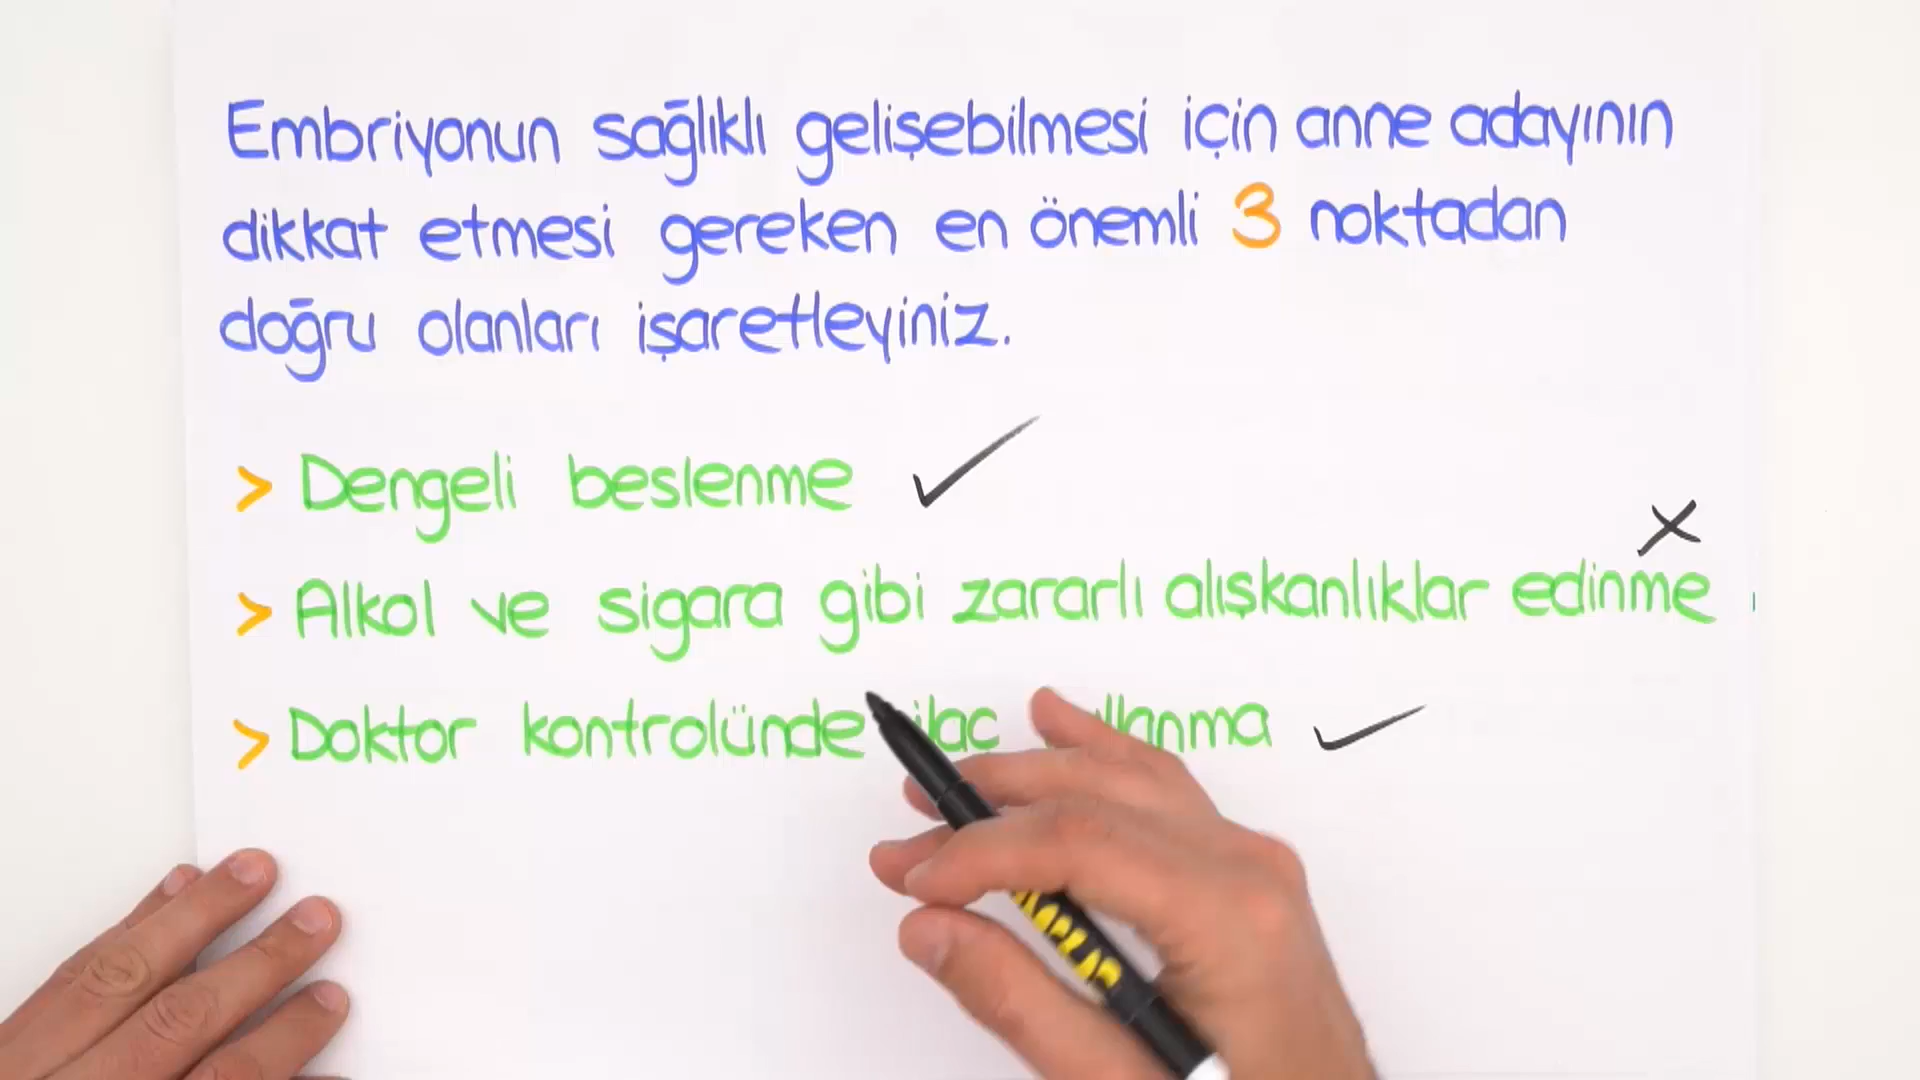 Embriyonun sağlıklı gelişebilmesi için anne adayının
dikkat etmesi gereken en önemli 3 noktadan
doğru olanları işaretleyiniz.
> Dengeli beslenme ✓
> Alkol ve sigara gibi zararlı alışkanlıklar edinme ✗
> Doktor kontrolünde ilaç ✓